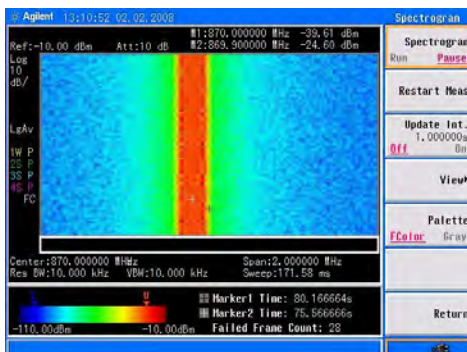 Agilent 13:10:52 02.02.2008
Spectrogran
M1:870.000000 MHz -39.61 dBm
Ref:-10.00 dBm Att:10 dB M2:869.900000 MHz -24.60 dBm
Log
10
dB/
LgAv
1W P
2S P
3S P
4S P
FC
Center:870.000000 MHHz Span:2.000000 MHz
Res BW:10.000 kHz VBW:10.000 kHz Sweep:171.58 ms
L U
-110.00dBm -10.00dBm
Marker1 Time: 80.166664s
Marker2 Time: 75.566666s
Failed Frame Count: 28
Spectrogran
Run Pause
Restart Meas
Update Int.
1.000000s
Off On
View
Palette
FColor Gray
Return